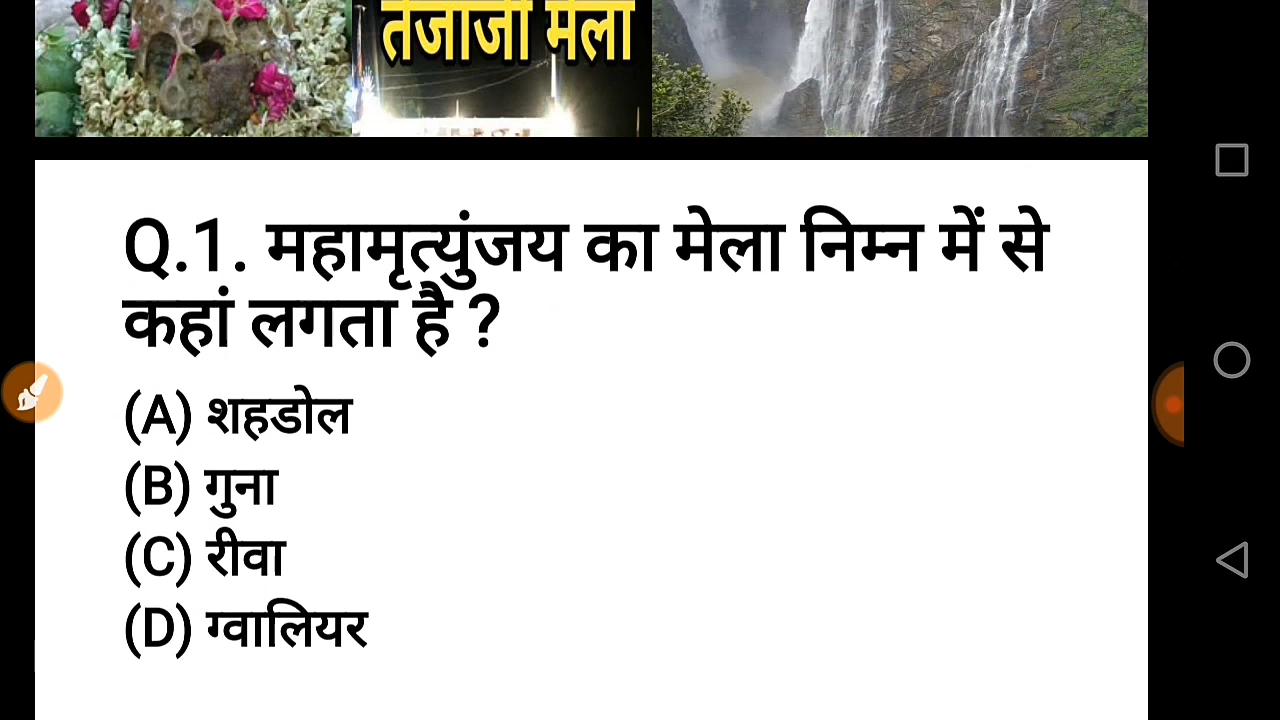 तेजाजी मेला
Q.1. महामृत्युंजय का मेला निम्न में से
कहां लगता है ?
(A) शहडोल
(B) गुना
(C) रीवा
(D) ग्वालियर